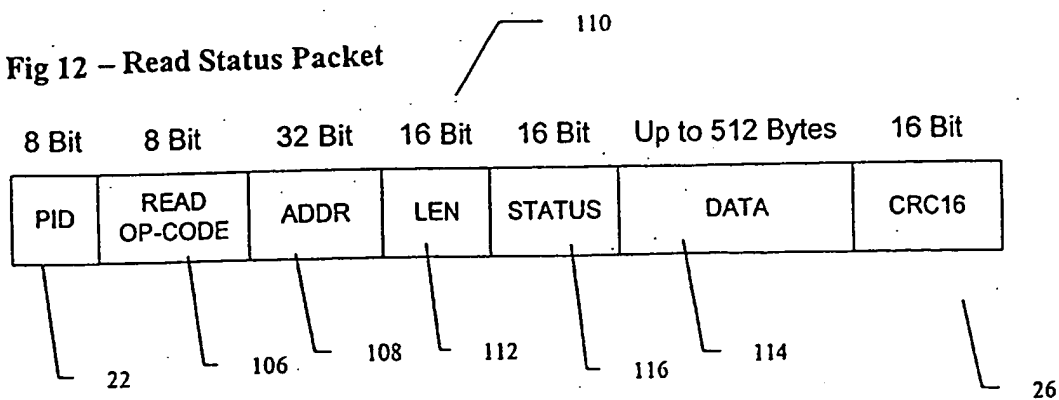 110
Fig 12 – Read Status Packet
8 Bit 8 Bit 32 Bit 16 Bit 16 Bit Up to 512 Bytes 16 Bit
PID READ OP-CODE ADDR LEN STATUS DATA CRC16
22 106 108 112 116 114 26